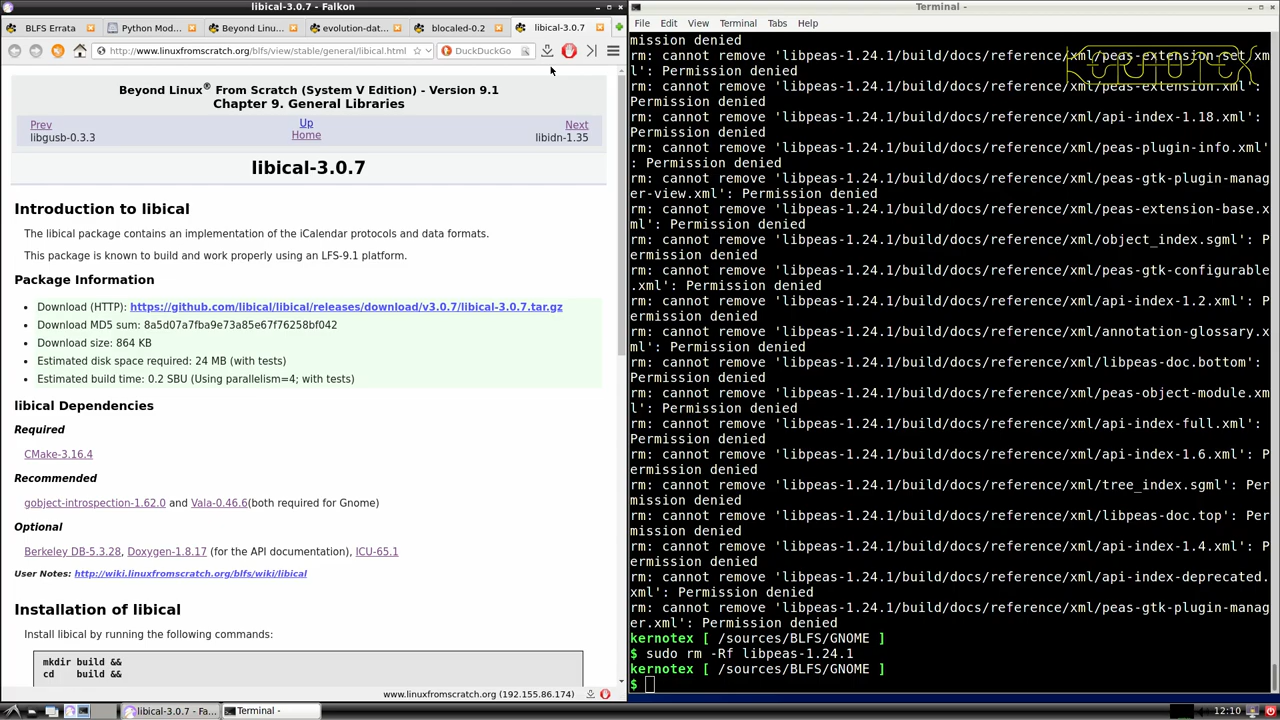 libical-3.0.7 - Falkon
BLFS Errata
Python Mod...
Beyond Linu...
evolution-dat...
blocaled-0.2
libical-3.0.7
http://www.linuxfromscratch.org/blfs/view/stable/general/libical.html
DuckDuckGo
Beyond Linux® From Scratch (System V Edition) - Version 9.1
Chapter 9. General Libraries
Prev
Up
Next
libgusb-0.3.3
Home
libidn-1.35
libical-3.0.7
Introduction to libical
The libical package contains an implementation of the iCalendar protocols and data formats.
This package is known to build and work properly using an LFS-9.1 platform.
Package Information
• Download (HTTP): https://github.com/libical/libical/releases/download/v3.0.7/libical-3.0.7.tar.gz
• Download MD5 sum: 8a5d07a7fba9e73a85e67f76258bf042
• Download size: 864 KB
• Estimated disk space required: 24 MB (with tests)
• Estimated build time: 0.2 SBU (Using parallelism=4; with tests)
libical Dependencies
Required
CMake-3.16.4
Recommended
gobject-introspection-1.62.0 and Vala-0.46.6(both required for Gnome)
Optional
Berkeley DB-5.3.28, Doxygen-1.8.17 (for the API documentation), ICU-65.1
User Notes: http://wiki.linuxfromscratch.org/blfs/wiki/libical
Installation of libical
Install libical by running the following commands:
mkdir build &&
cd    build &&
www.linuxfromscratch.org (192.155.86.174)
Terminal -
File Edit View Terminal Tabs Help
mission denied
rm: cannot remove 'libpeas-1.24.1/build/docs/reference/xml/peas-extension-set.xm
l': Permission denied
rm: cannot remove 'libpeas-1.24.1/build/docs/reference/xml/peas-extension.xml':
Permission denied
rm: cannot remove 'libpeas-1.24.1/build/docs/reference/xml/api-index-1.18.xml':
Permission denied
rm: cannot remove 'libpeas-1.24.1/build/docs/reference/xml/peas-plugin-info.xml'
: Permission denied
rm: cannot remove 'libpeas-1.24.1/build/docs/reference/xml/peas-gtk-plugin-manag
er-view.xml': Permission denied
rm: cannot remove 'libpeas-1.24.1/build/docs/reference/xml/peas-extension-base.x
ml': Permission denied
rm: cannot remove 'libpeas-1.24.1/build/docs/reference/xml/object_index.sgml': P
ermission denied
rm: cannot remove 'libpeas-1.24.1/build/docs/reference/xml/peas-gtk-configurable
.xml': Permission denied
rm: cannot remove 'libpeas-1.24.1/build/docs/reference/xml/api-index-1.2.xml': P
ermission denied
rm: cannot remove 'libpeas-1.24.1/build/docs/reference/xml/annotation-glossary.x
ml': Permission denied
rm: cannot remove 'libpeas-1.24.1/build/docs/reference/xml/libpeas-doc.bottom':
Permission denied
rm: cannot remove 'libpeas-1.24.1/build/docs/reference/xml/peas-object-module.xm
l': Permission denied
rm: cannot remove 'libpeas-1.24.1/build/docs/reference/xml/api-index-full.xml':
Permission denied
rm: cannot remove 'libpeas-1.24.1/build/docs/reference/xml/api-index-1.6.xml': P
ermission denied
rm: cannot remove 'libpeas-1.24.1/build/docs/reference/xml/tree_index.sgml': Per
mission denied
rm: cannot remove 'libpeas-1.24.1/build/docs/reference/xml/libpeas-doc.top': Per
mission denied
rm: cannot remove 'libpeas-1.24.1/build/docs/reference/xml/api-index-1.4.xml': P
ermission denied
rm: cannot remove 'libpeas-1.24.1/build/docs/reference/xml/api-index-deprecated.
xml': Permission denied
rm: cannot remove 'libpeas-1.24.1/build/docs/reference/xml/peas-gtk-plugin-manag
er.xml': Permission denied
kernotex [ /sources/BLFS/GNOME ]
$ sudo rm -Rf libpeas-1.24.1
kernotex [ /sources/BLFS/GNOME ]
$
libical-3.0.7 - Fa...
Terminal -
12:10